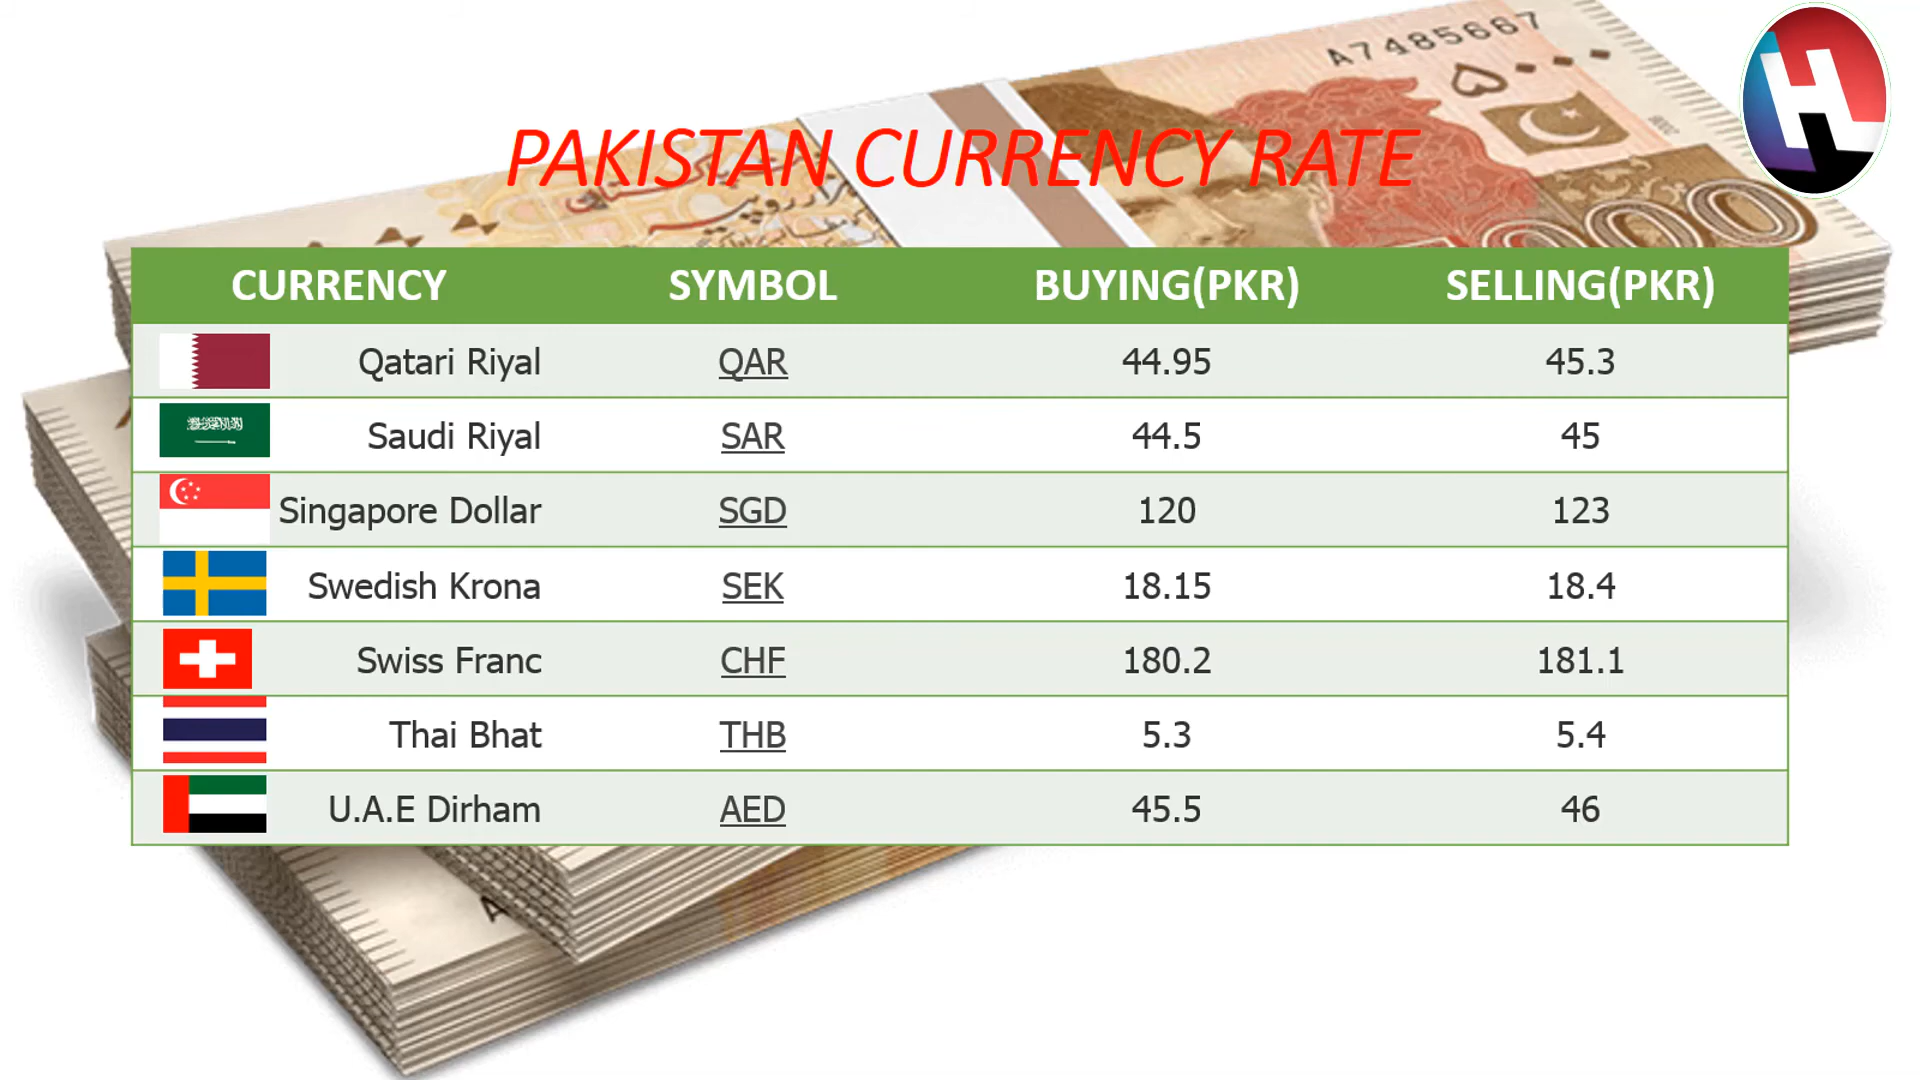 A7485667
۵۰۰۰
PAKISTAN CURRENCY RATE
CURRENCY SYMBOL BUYING(PKR) SELLING(PKR)
Qatari Riyal QAR 44.95 45.3
Saudi Riyal SAR 44.5 45
Singapore Dollar SGD 120 123
Swedish Krona SEK 18.15 18.4
Swiss Franc CHF 180.2 181.1
Thai Bhat THB 5.3 5.4
U.A.E Dirham AED 45.5 46